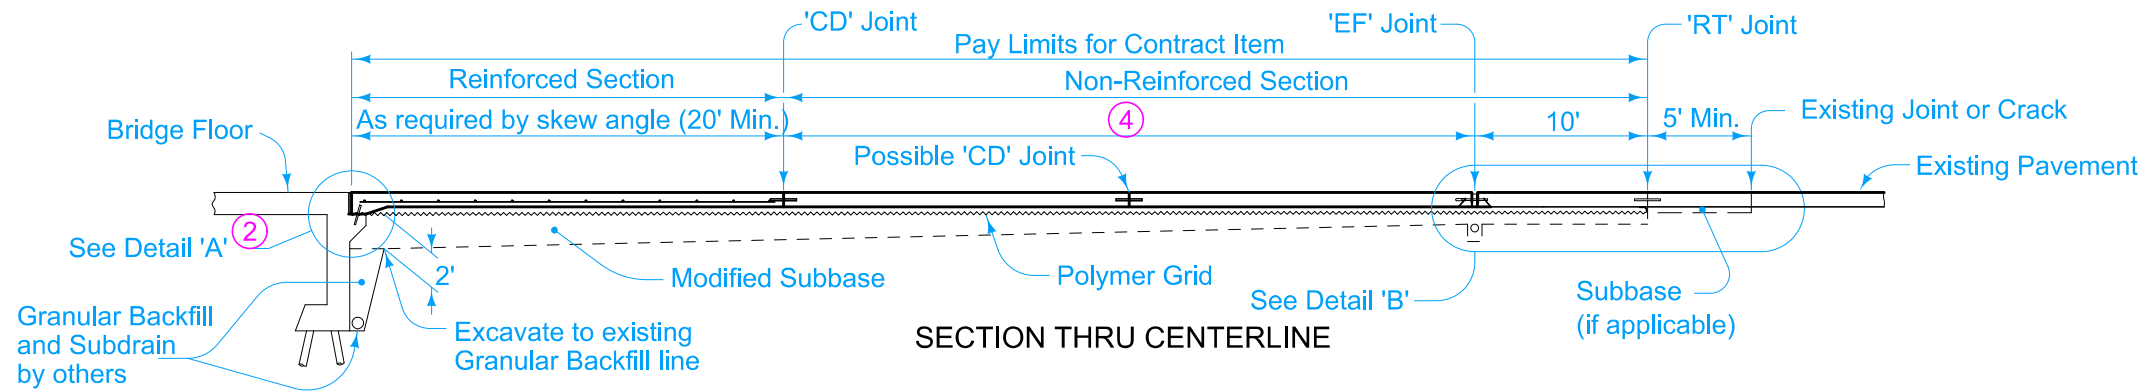 'CD' Joint
'EF' Joint
'RT' Joint
Pay Limits for Contract Item
Reinforced Section
Non-Reinforced Section
As required by skew angle (20' Min.)
4
10'
5' Min.
Existing Joint or Crack
Bridge Floor
Possible 'CD' Joint
Existing Pavement
2
See Detail 'A'
2'
Modified Subbase
Polymer Grid
See Detail 'B'
Subbase
(if applicable)
Granular Backfill
and Subdrain
by others
Excavate to existing
Granular Backfill line
SECTION THRU CENTERLINE